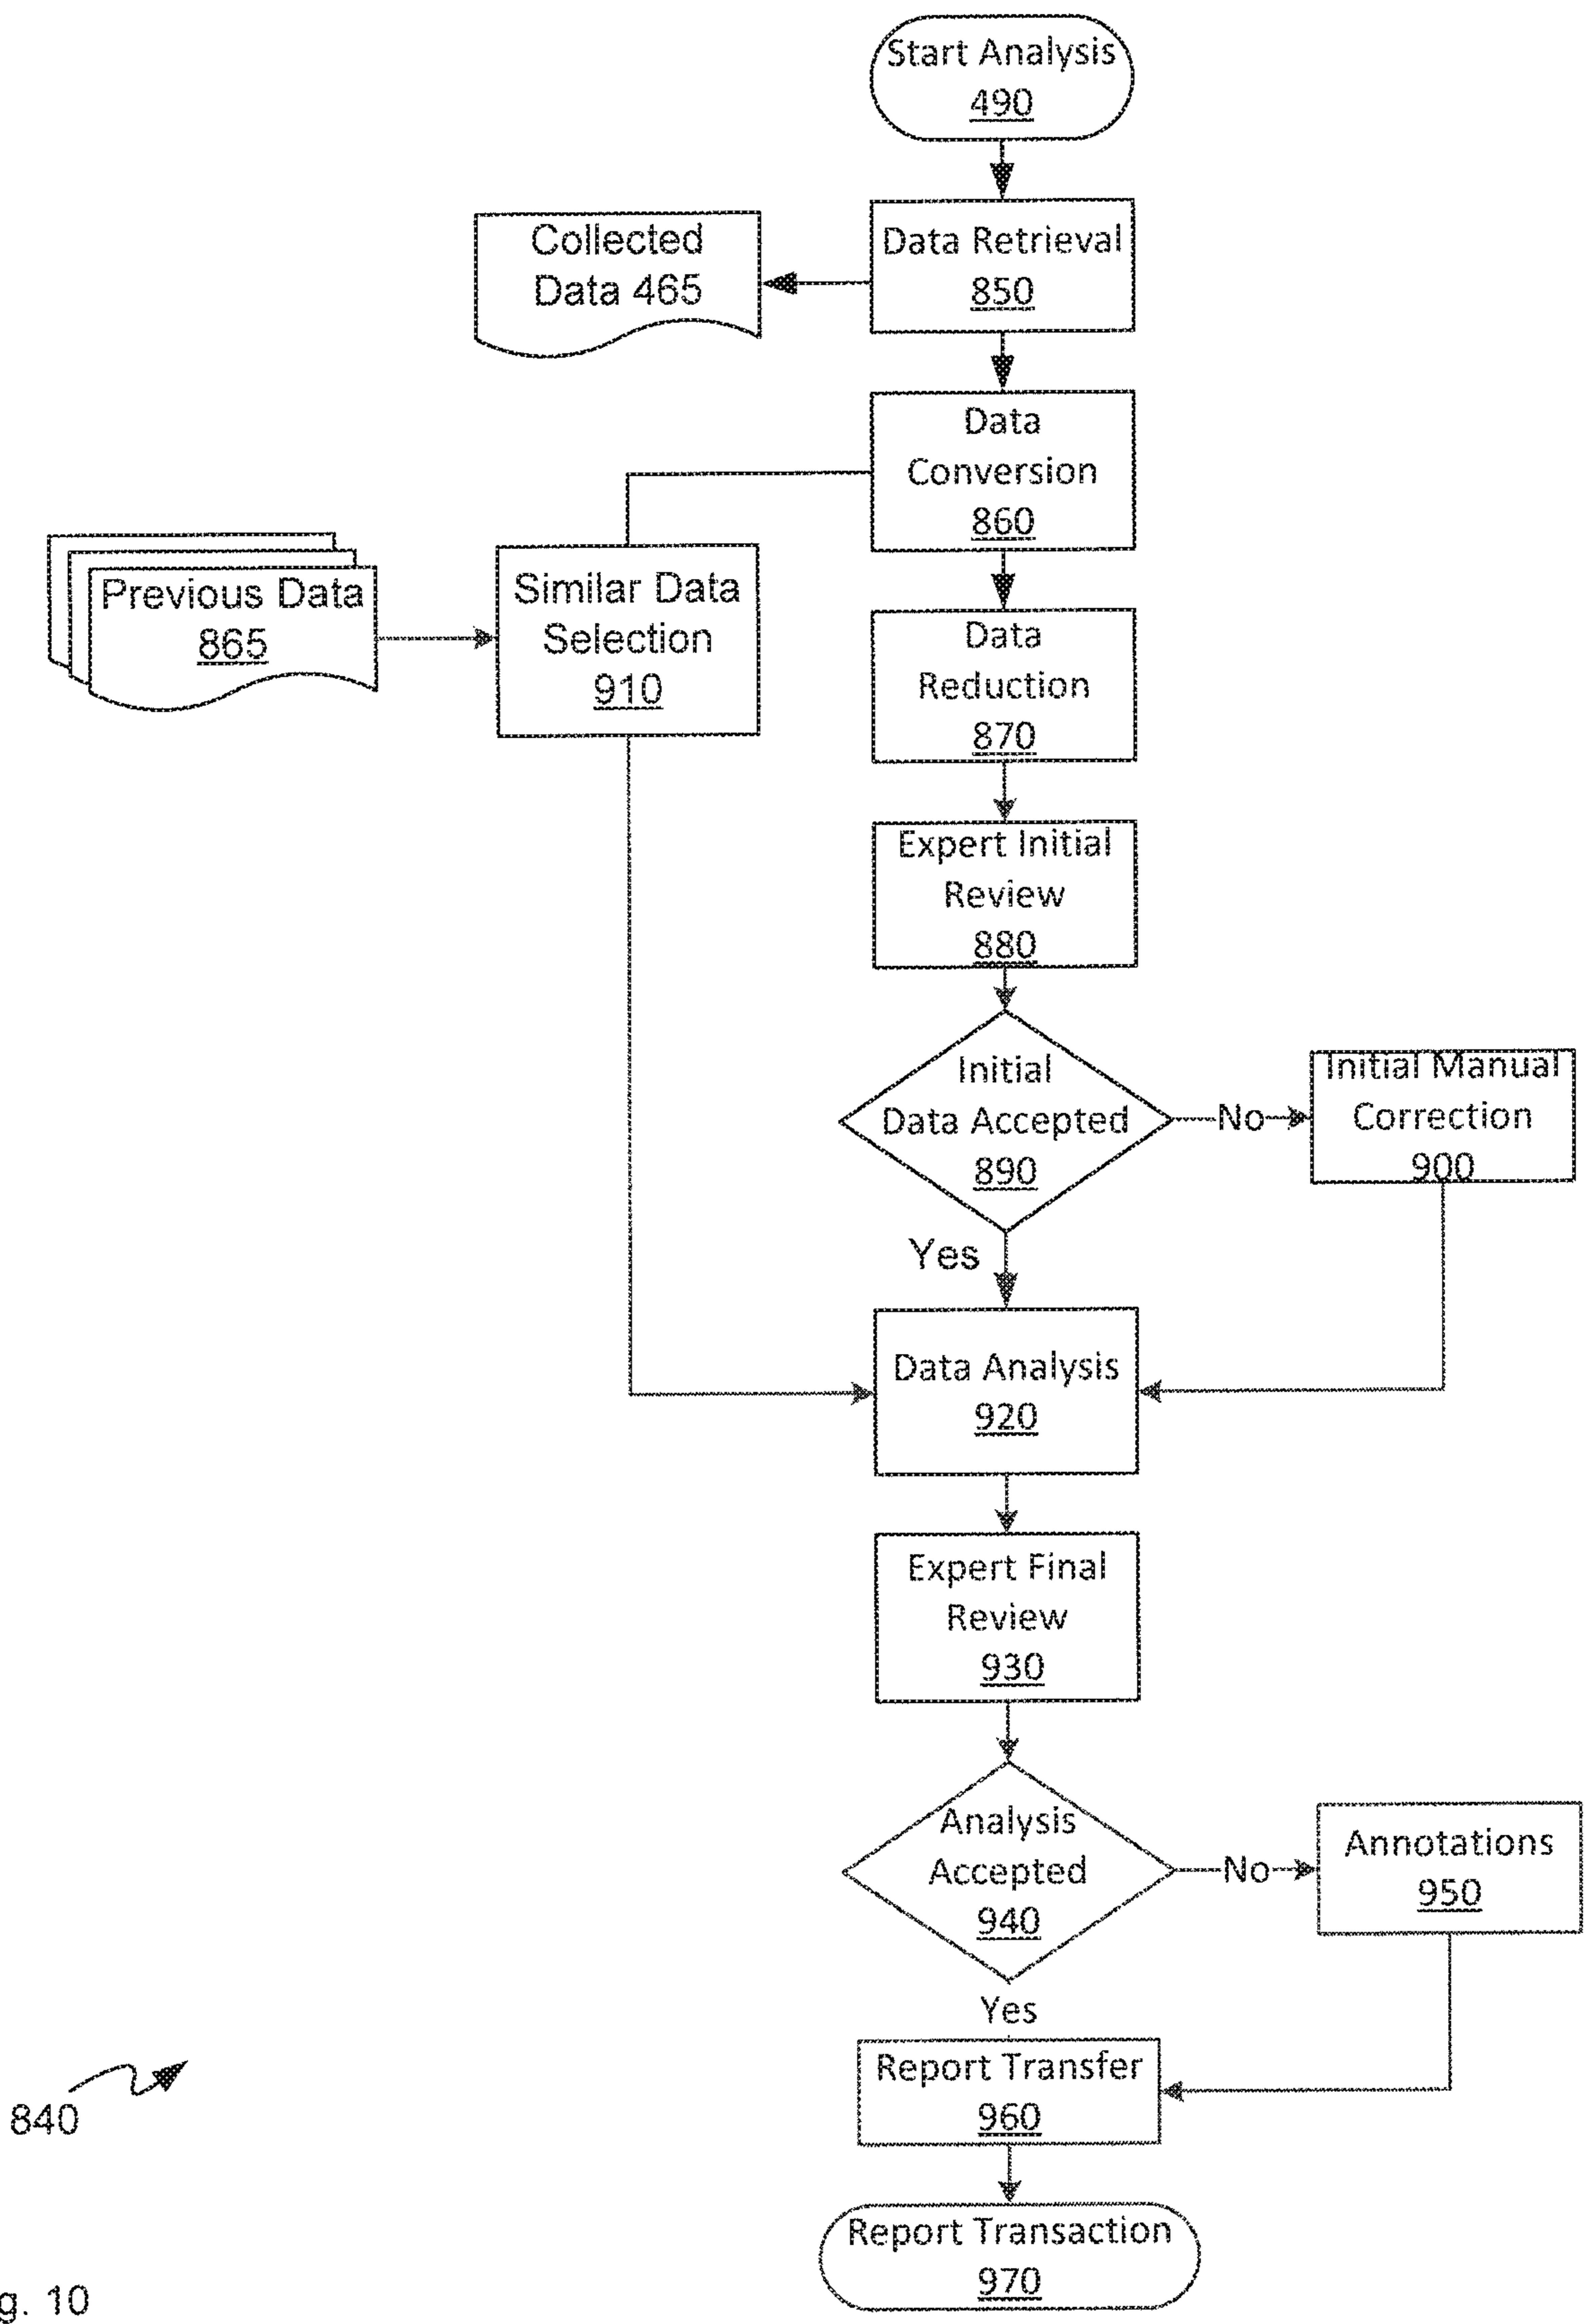 Start Analysis
490
Data Retrieval
850
Collected
Data 465
Data
Conversion
860
Previous Data
865
Similar Data
Selection
910
Data
Reduction
870
Expert Initial
Review
880
Initial
Data Accepted
890
No
Initial Manual
Correction
900
Yes
Data Analysis
920
Expert Final
Review
930
Analysis
Accepted
940
No
Annotations
950
Yes
Report Transfer
960
840
Report Transaction
970
g. 10